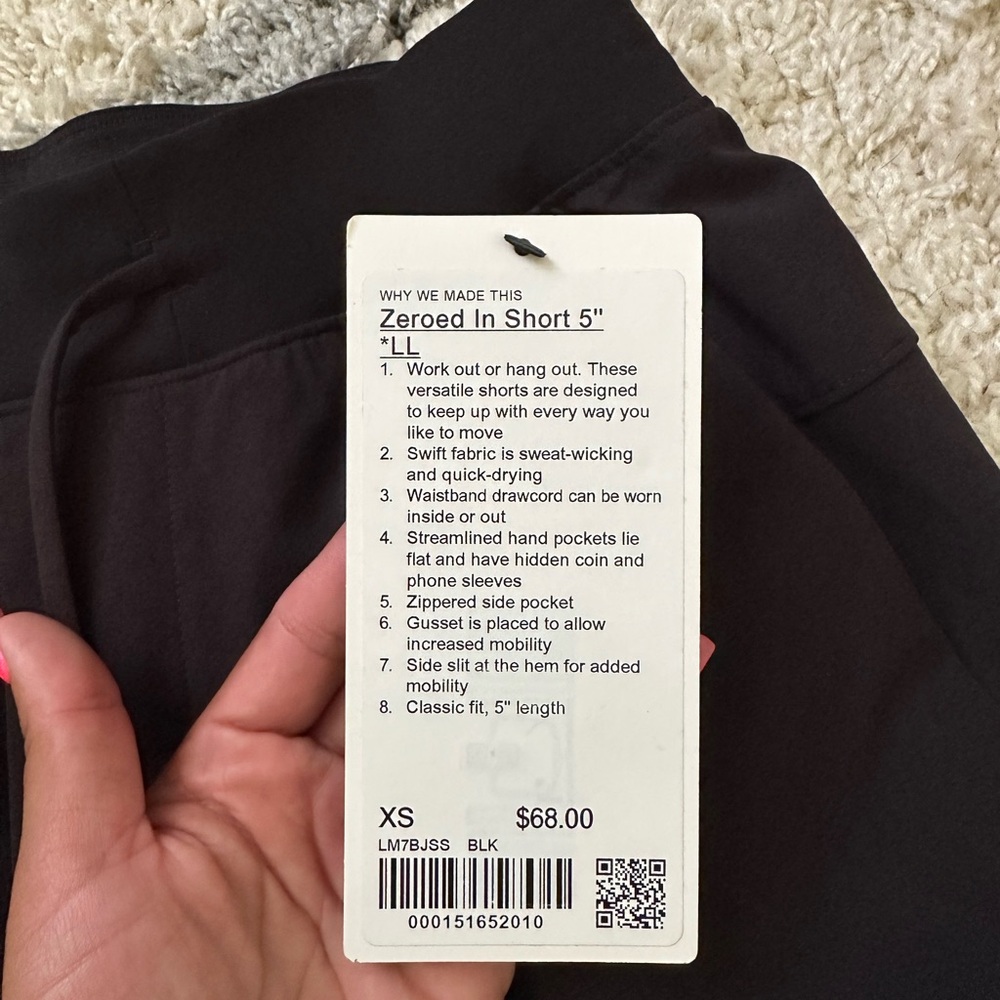 WHY WE MADE THIS
Zeroed In Short 5"
*LL
1. Work out or hang out. These
versatile shorts are designed
to keep up with every way you
like to move
2. Swift fabric is sweat-wicking
and quick-drying
3. Waistband drawcord can be worn
inside or out
4. Streamlined hand pockets lie
flat and have hidden coin and
phone sleeves
5. Zippered side pocket
6. Gusset is placed to allow
increased mobility
7. Side slit at the hem for added
mobility
8. Classic fit, 5" length
XS $68.00
LM7BJSS BLK
000151652010